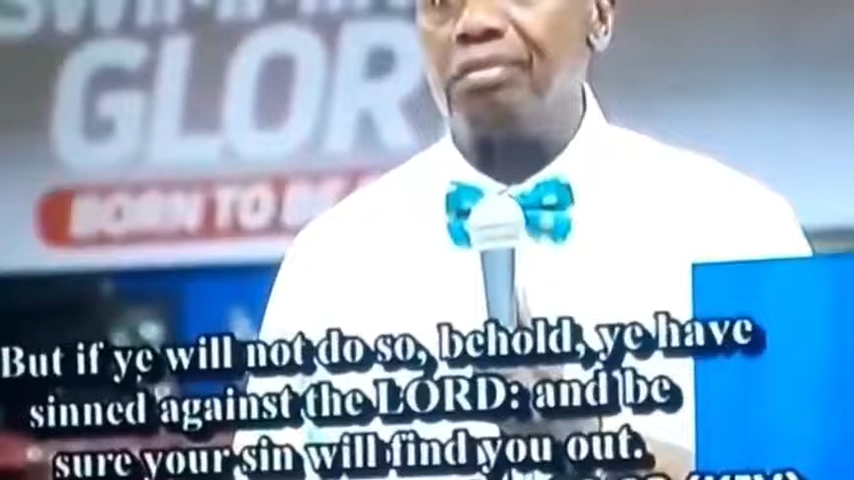 GLOR
BORN TO BE
But if ye will not do so, behold, ye have
sinned against the LORD: and be
sure your sin will find you out.
(KJV)